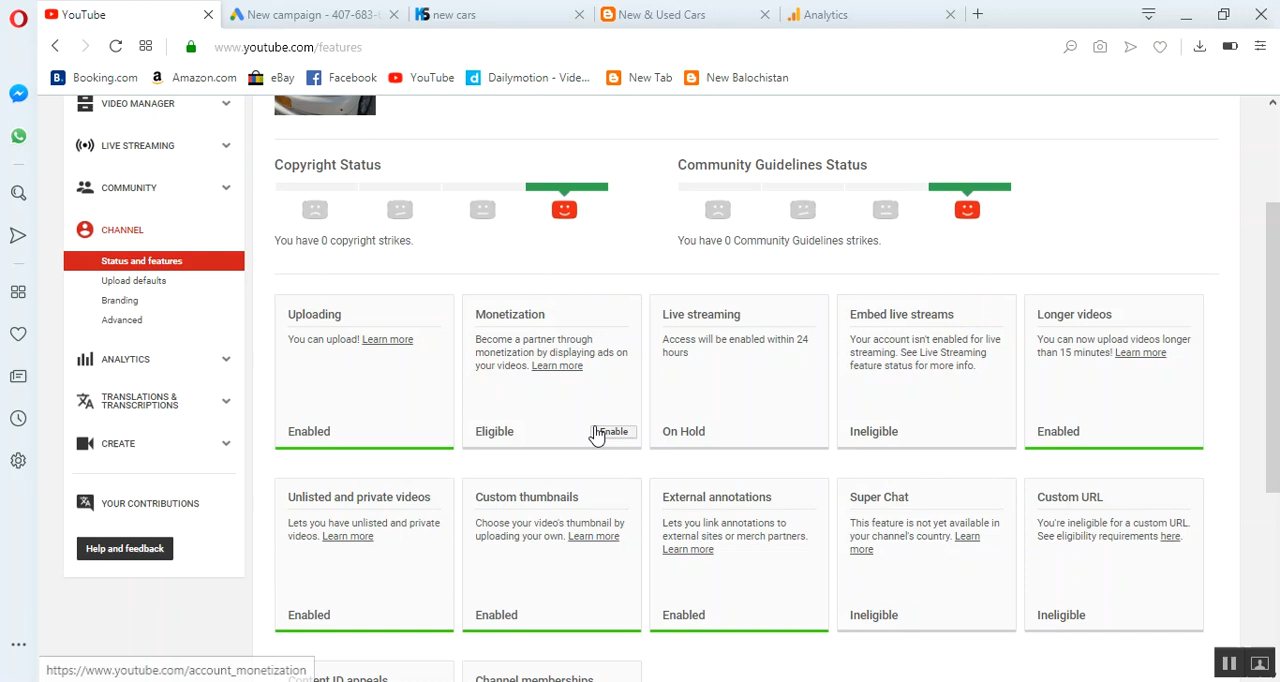 YouTube
New campaign - 407-683-
new cars
New & Used Cars
Analytics
www.youtube.com/features
Booking.com
Amazon.com
eBay
Facebook
YouTube
Dailymotion - Vide...
New Tab
New Balochistan
VIDEO MANAGER
LIVE STREAMING
COMMUNITY
CHANNEL
Status and features
Upload defaults
Branding
Advanced
ANALYTICS
TRANSLATIONS &
TRANSCRIPTIONS
CREATE
YOUR CONTRIBUTIONS
Help and feedback
Copyright Status
You have 0 copyright strikes.
Community Guidelines Status
You have 0 Community Guidelines strikes.
Uploading
You can upload! Learn more
Enabled
Monetization
Become a partner through
monetization by displaying ads on
your videos. Learn more
Eligible
Enable
Live streaming
Access will be enabled within 24
hours
On Hold
Embed live streams
Your account isn't enabled for live
streaming. See Live Streaming
feature status for more info.
Ineligible
Longer videos
You can now upload videos longer
than 15 minutes! Learn more
Enabled
Unlisted and private videos
Lets you have unlisted and private
videos. Learn more
Enabled
Custom thumbnails
Choose your video's thumbnail by
uploading your own. Learn more
Enabled
External annotations
Lets you link annotations to
external sites or merch partners.
Learn more
Enabled
Super Chat
This feature is not yet available in
your channel's country. Learn
more
Ineligible
Custom URL
You're ineligible for a custom URL.
See eligibility requirements here.
Ineligible
https://www.youtube.com/account_monetization
ent ID appeals
Channel memberships